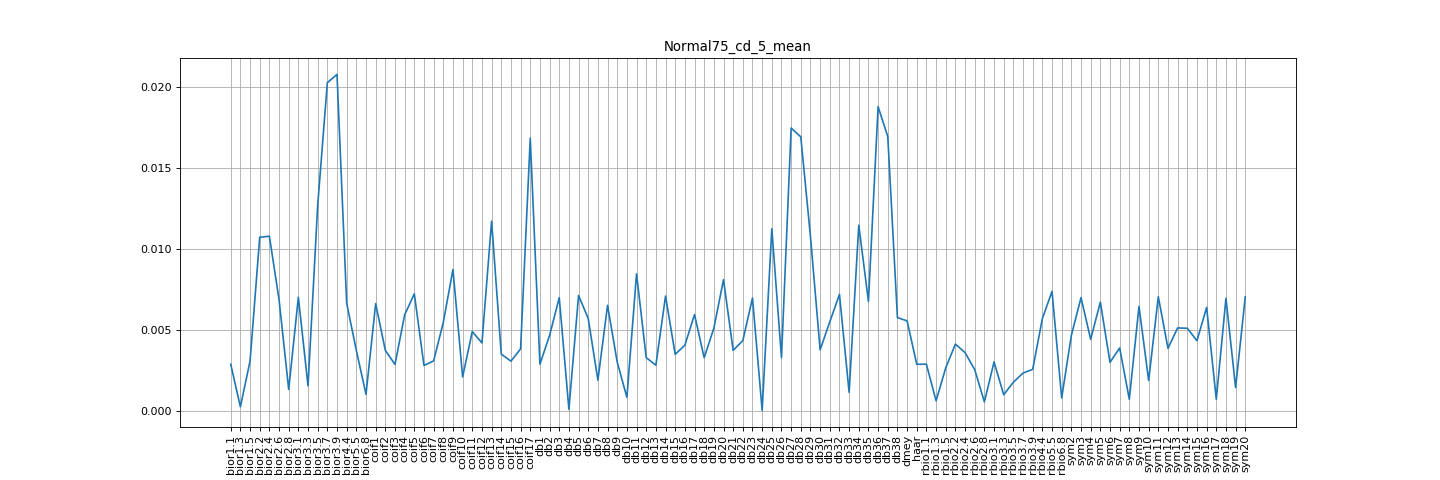 Normal75_cd_5_mean
0.020
0.015
0.010
0.005
0.000
bior1.1
bior1.3
bior1.5
bior2.2
bior2.4
bior2.6
bior2.8
bior3.1
bior3.3
bior3.5
bior3.7
bior3.9
bior4.4
bior5.5
bior6.8
coif1
coif2
coif3
coif4
coif5
coif6
coif7
coif8
coif9
coif10
coif11
coif12
coif13
coif14
coif15
coif16
coif17
db1
db2
db3
db4
db5
db6
db7
db8
db9
db10
db11
db12
db13
db14
db15
db16
db17
db18
db19
db20
db21
db22
db23
db24
db25
db26
db27
db28
db29
db30
db31
db32
db33
db34
db35
db36
db37
db38
dmey
haar
rbio1.1
rbio1.3
rbio1.5
rbio2.2
rbio2.4
rbio2.6
rbio2.8
rbio3.1
rbio3.3
rbio3.5
rbio3.7
rbio3.9
rbio4.4
rbio5.5
rbio6.8
sym2
sym3
sym4
sym5
sym6
sym7
sym8
sym9
sym10
sym11
sym12
sym13
sym14
sym15
sym16
sym17
sym18
sym19
sym20